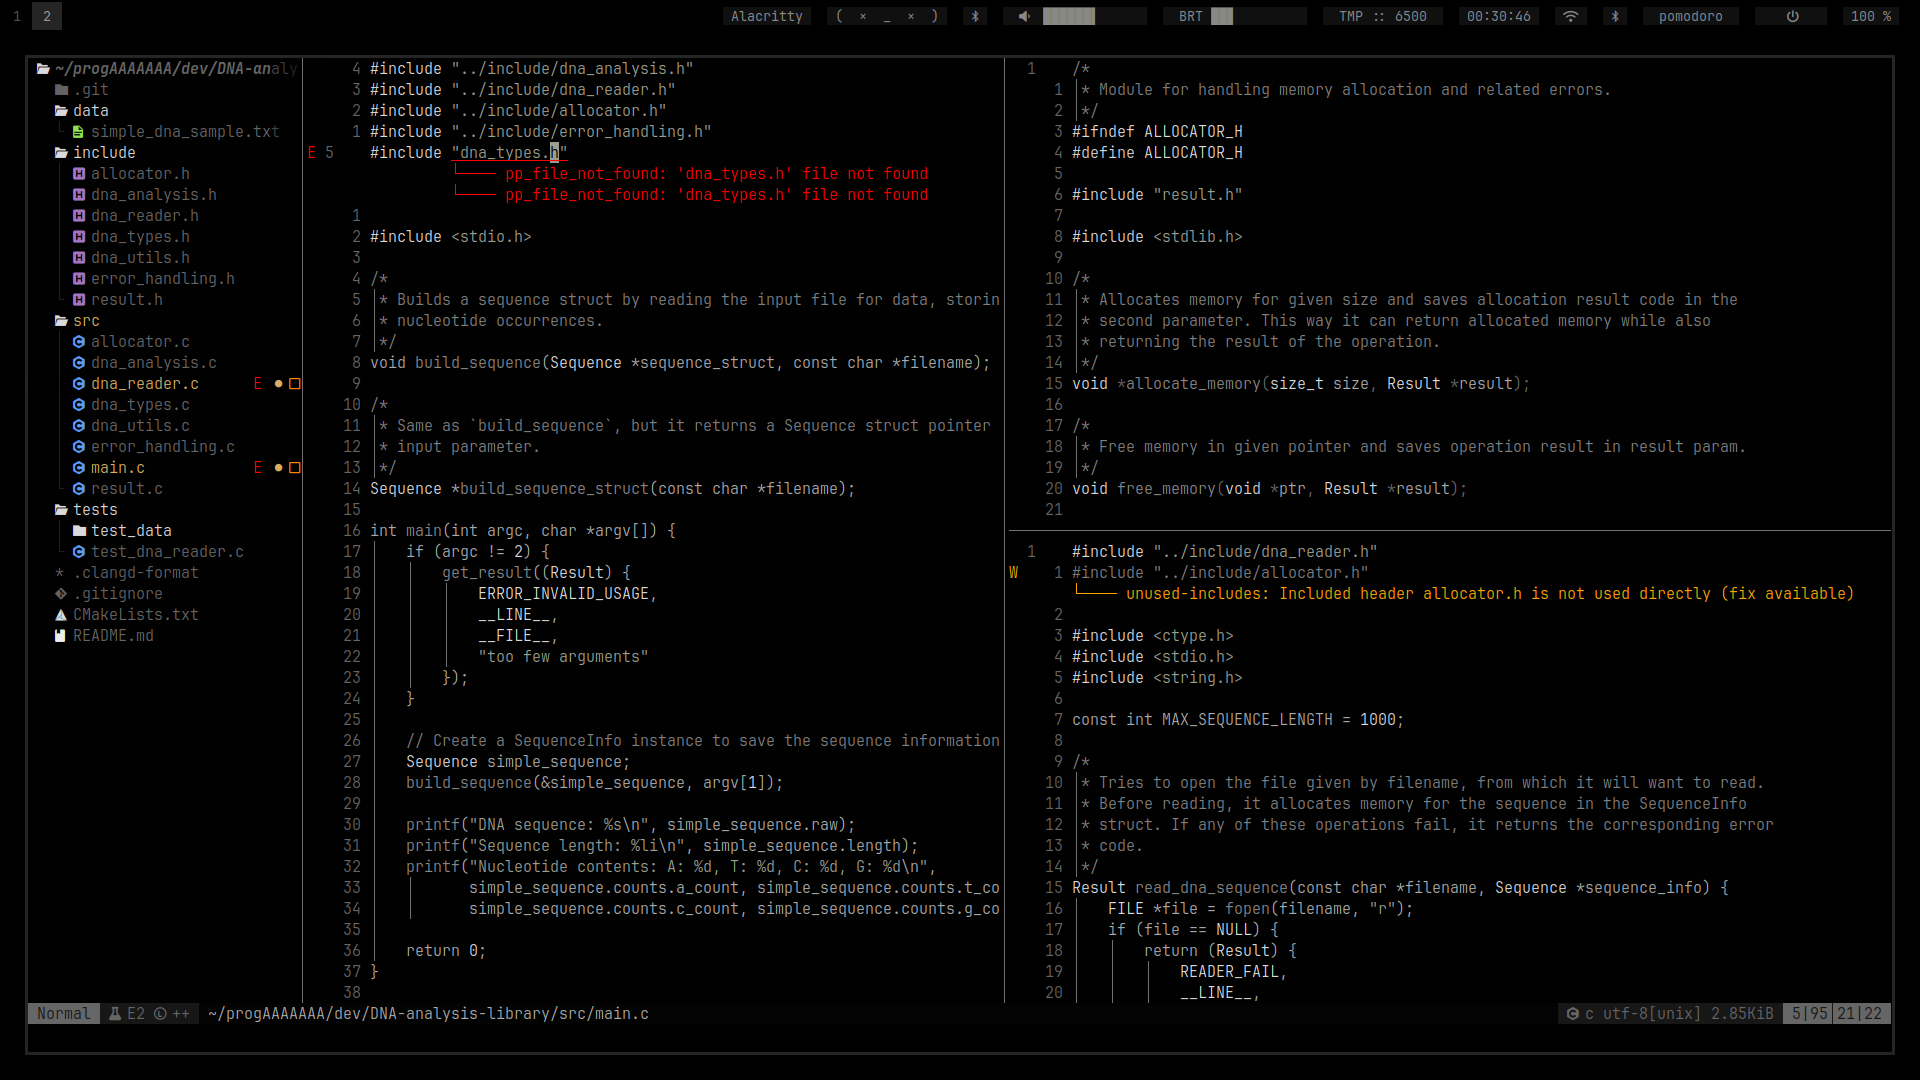 1 2 Alacritty ( × _ × ) BRT TMP :: 6500 00:30:46 pomodoro 100 %
~/progAAAAAAA/dev/DNA-analy
.git
data
simple_dna_sample.txt
include
allocator.h
dna_analysis.h
dna_reader.h
dna_types.h
dna_utils.h
error_handling.h
result.h
src
allocator.c
dna_analysis.c
dna_reader.c E
dna_types.c
dna_utils.c
error_handling.c
main.c E
result.c
tests
test_data
test_dna_reader.c
* .clangd-format
.gitignore
CMakeLists.txt
README.md
4 #include "../include/dna_analysis.h"
3 #include "../include/dna_reader.h"
2 #include "../include/allocator.h"
1 #include "../include/error_handling.h"
E 5 #include "dna_types.h"
pp_file_not_found: 'dna_types.h' file not found
pp_file_not_found: 'dna_types.h' file not found
1
2 #include <stdio.h>
3
4 /*
5 * Builds a sequence struct by reading the input file for data, storin
6 * nucleotide occurrences.
7 */
8 void build_sequence(Sequence *sequence_struct, const char *filename);
9
10 /*
11 * Same as `build_sequence`, but it returns a Sequence struct pointer
12 * input parameter.
13 */
14 Sequence *build_sequence_struct(const char *filename);
15
16 int main(int argc, char *argv[]) {
17 if (argc != 2) {
18 get_result((Result) {
19 ERROR_INVALID_USAGE,
20 __LINE__,
21 __FILE__,
22 "too few arguments"
23 });
24 }
25
26 // Create a SequenceInfo instance to save the sequence information
27 Sequence simple_sequence;
28 build_sequence(&simple_sequence, argv[1]);
29
30 printf("DNA sequence: %s\n", simple_sequence.raw);
31 printf("Sequence length: %li\n", simple_sequence.length);
32 printf("Nucleotide contents: A: %d, T: %d, C: %d, G: %d\n",
33 simple_sequence.counts.a_count, simple_sequence.counts.t_co
34 simple_sequence.counts.c_count, simple_sequence.counts.g_co
35
36 return 0;
37 }
38
1 /*
1 * Module for handling memory allocation and related errors.
2 */
3 #ifndef ALLOCATOR_H
4 #define ALLOCATOR_H
5
6 #include "result.h"
7
8 #include <stdlib.h>
9
10 /*
11 * Allocates memory for given size and saves allocation result code in the
12 * second parameter. This way it can return allocated memory while also
13 * returning the result of the operation.
14 */
15 void *allocate_memory(size_t size, Result *result);
16
17 /*
18 * Free memory in given pointer and saves operation result in result param.
19 */
20 void free_memory(void *ptr, Result *result);
21
1 #include "../include/dna_reader.h"
W 1 #include "../include/allocator.h"
unused-includes: Included header allocator.h is not used directly (fix available)
2
3 #include <ctype.h>
4 #include <stdio.h>
5 #include <string.h>
6
7 const int MAX_SEQUENCE_LENGTH = 1000;
8
9 /*
10 * Tries to open the file given by filename, from which it will want to read.
11 * Before reading, it allocates memory for the sequence in the SequenceInfo
12 * struct. If any of these operations fail, it returns the corresponding error
13 * code.
14 */
15 Result read_dna_sequence(const char *filename, Sequence *sequence_info) {
16 FILE *file = fopen(filename, "r");
17 if (file == NULL) {
18 return (Result) {
19 READER_FAIL,
20 __LINE__,
Normal E2 ++ ~/progAAAAAAA/dev/DNA-analysis-library/src/main.c c utf-8[unix] 2.85KiB 5|95 21|22